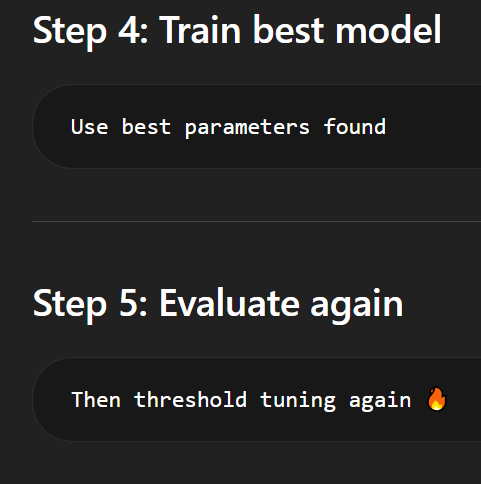 Step 4: Train best model
Use best parameters found
Step 5: Evaluate again
Then threshold tuning again 🔥